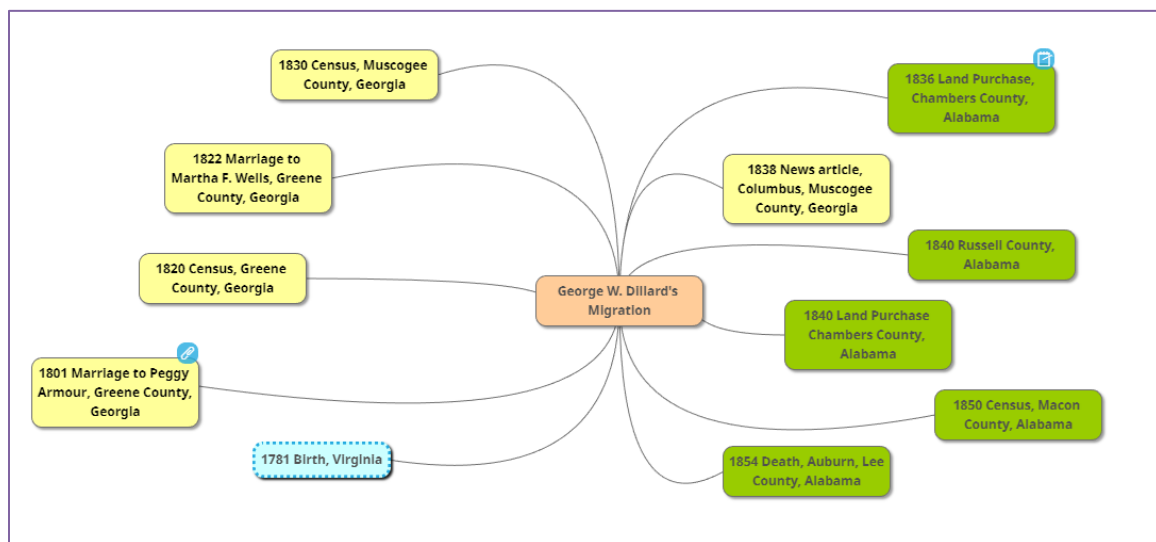 1830 Census, Muscogee
County, Georgia
1822 Marriage to
Martha F. Wells, Greene
County, Georgia
1820 Census, Greene
County, Georgia
1801 Marriage to Peggy
Armour, Greene County,
Georgia
1781 Birth, Virginia
George W. Dillard's
Migration
1836 Land Purchase,
Chambers County,
Alabama
1838 News article,
Columbus, Muscogee
County, Georgia
1840 Russell County,
Alabama
1840 Land Purchase
Chambers County,
Alabama
1850 Census, Macon
County, Alabama
1854 Death, Auburn, Lee
County, Alabama